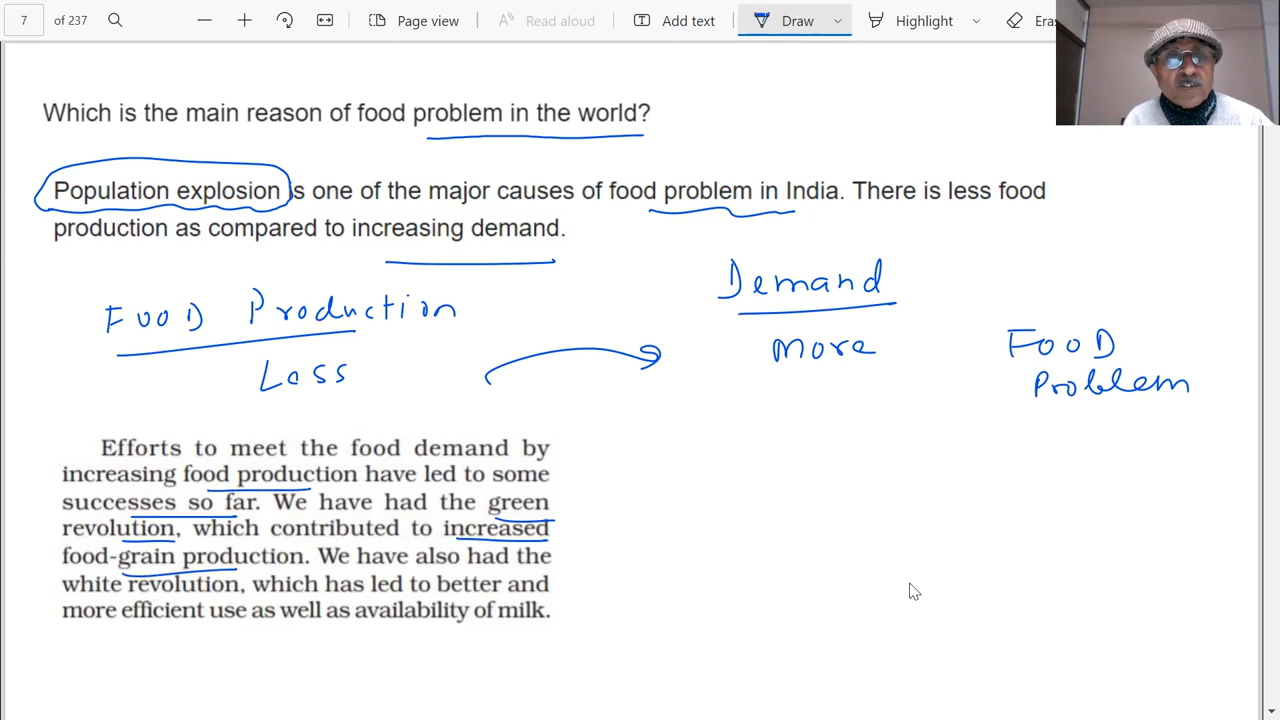 7 of 237 Page view Read aloud Add text Draw Highlight
Which is the main reason of food problem in the world?
Population explosion is one of the major causes of food problem in India. There is less food
production as compared to increasing demand.
Demand
FOOD Production
More
FOOD
Less
Problem
Efforts to meet the food demand by
increasing food production have led to some
successes so far. We have had the green
revolution, which contributed to increased
food-grain production. We have also had the
white revolution, which has led to better and
more efficient use as well as availability of milk.